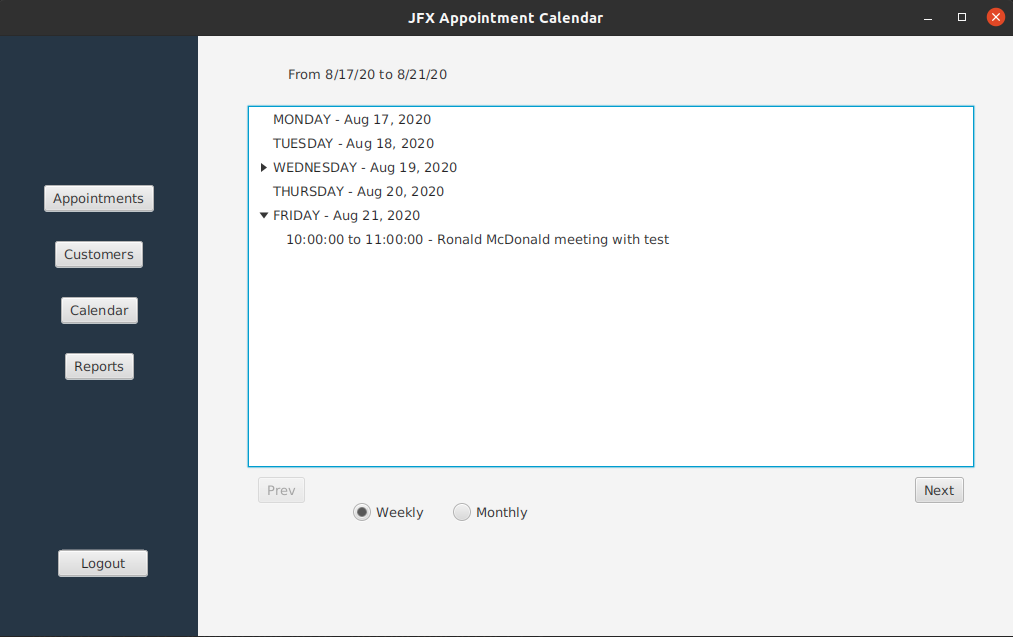 JFX Appointment Calendar
From 8/17/20 to 8/21/20
MONDAY - Aug 17, 2020
TUESDAY - Aug 18, 2020
WEDNESDAY - Aug 19, 2020
THURSDAY - Aug 20, 2020
FRIDAY - Aug 21, 2020
10:00:00 to 11:00:00 - Ronald McDonald meeting with test
Appointments
Customers
Calendar
Reports
Logout
Prev
Next
Weekly
Monthly